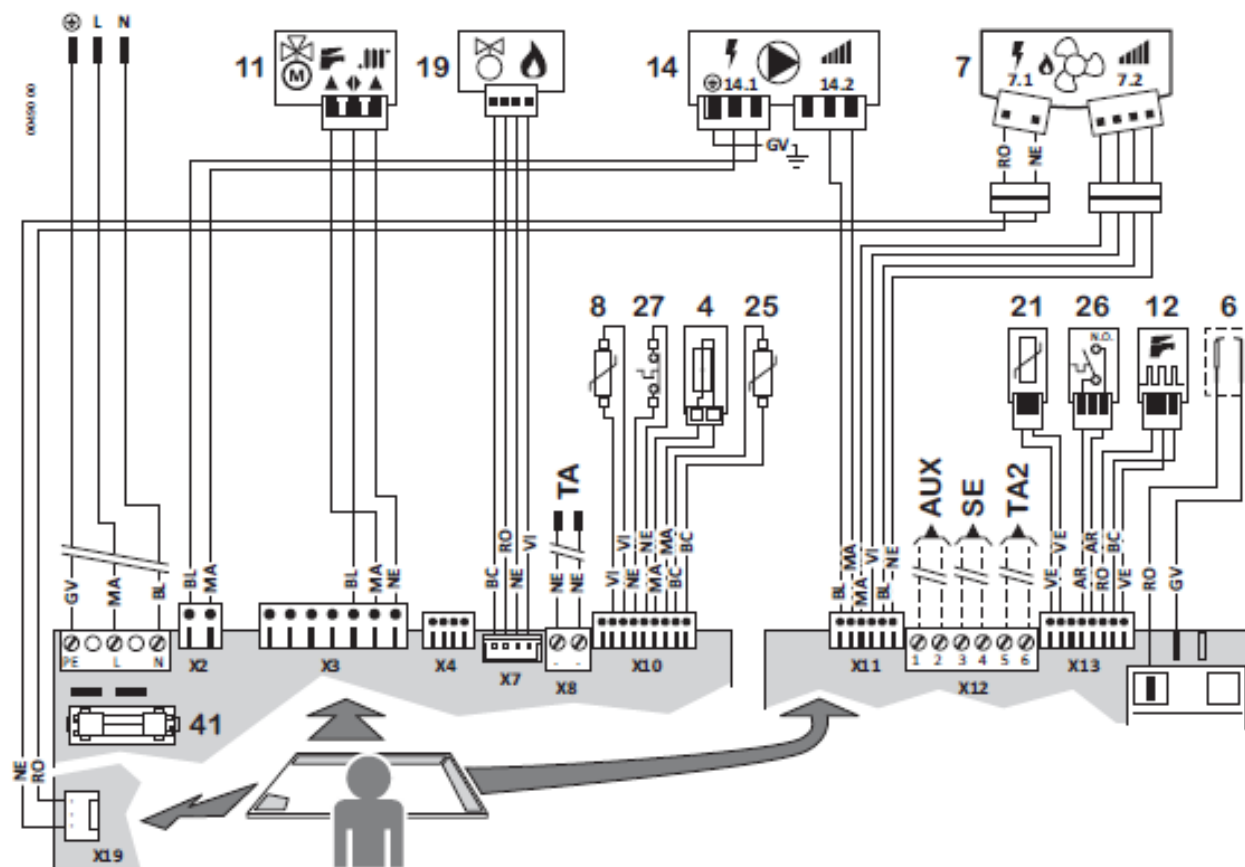 L N
00490 00
11
M
19
14
14.1
14.2
7
7.1
7.2
GV
RO
NE
8 27 4 25
21 26 12 6
N.O.
TA
AUX
SE
TA2
GV
MA
BL
BL
MA
BL
MA
NE
BC
RO
NE
VI
NE
NE
VI
VI
NE
NE
MA
MA
BC
BC
BL
MA
MA
VI
BL
NE
VE
VE
AR
AR
RO
BC
VE
RO
GV
PE L N
X2
X3
X4
X7
- -
X8
X10
X11
1 2 3 4 5 6
X12
X13
41
NE
RO
X19